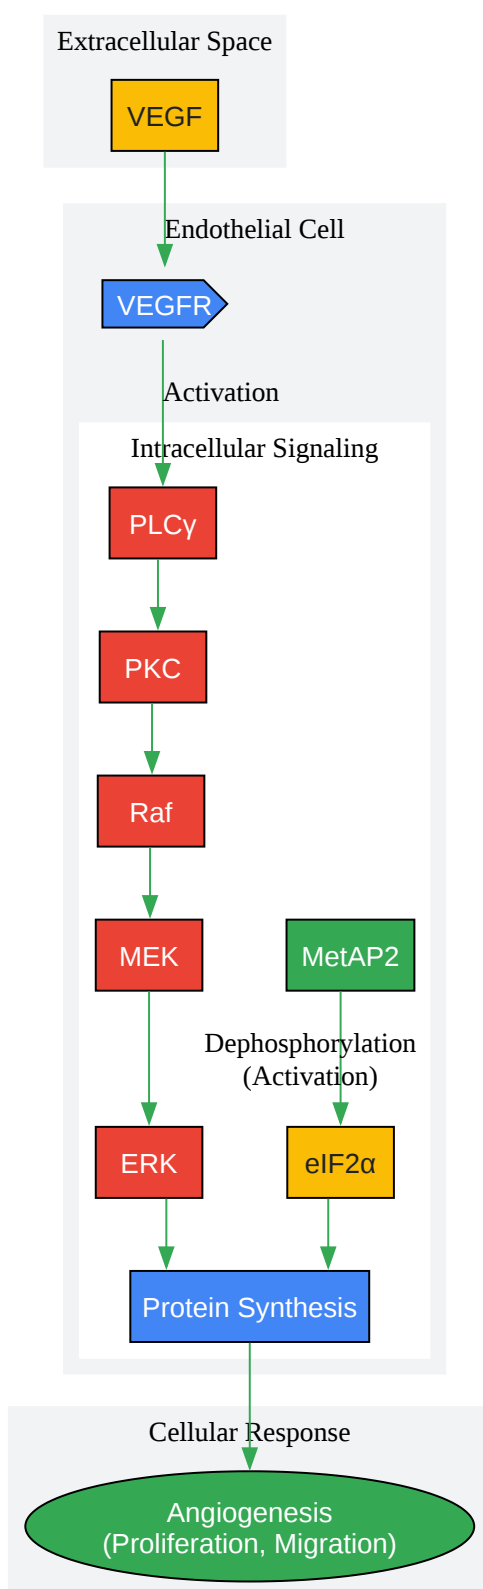 Extracellular Space
VEGF
Endothelial Cell
VEGFR
Activation
Intracellular Signaling
PLCγ
PKC
Raf
MEK
MetAP2
Dephosphorylation
(Activation)
ERK
eIF2α
Protein Synthesis
Cellular Response
Angiogenesis
(Proliferation, Migration)